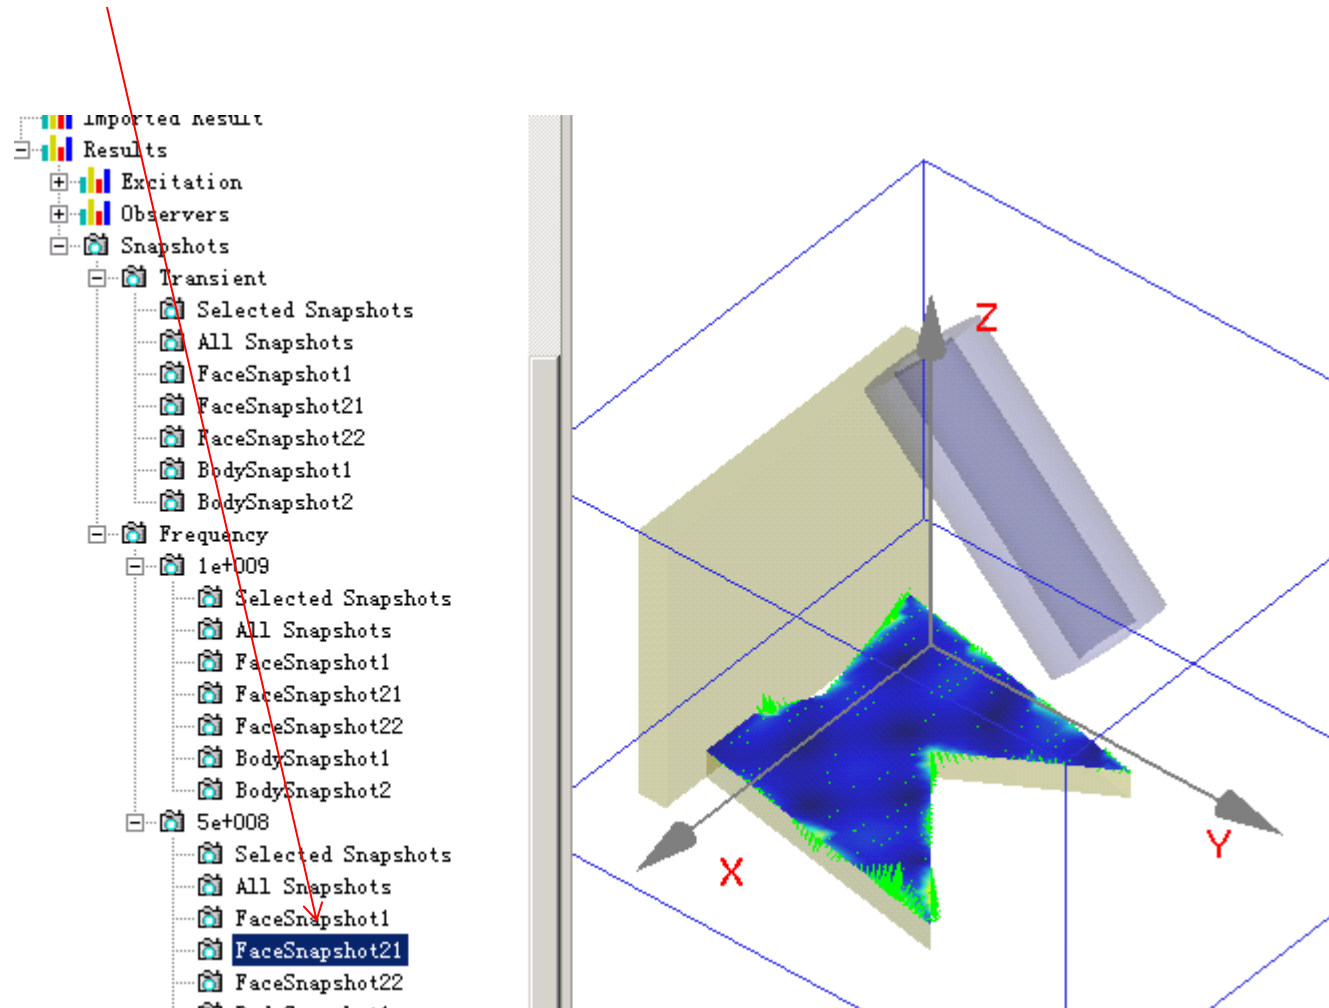 Imported Result
Results
Excitation
Observers
Snapshots
Transient
Selected Snapshots
All Snapshots
FaceSnapshot1
FaceSnapshot21
FaceSnapshot22
BodySnapshot1
BodySnapshot2
Frequency
1e+009
Selected Snapshots
All Snapshots
FaceSnapshot1
FaceSnapshot21
FaceSnapshot22
BodySnapshot1
BodySnapshot2
5e+008
Selected Snapshots
All Snapshots
FaceSnapshot1
FaceSnapshot21
FaceSnapshot22
Z
X
Y